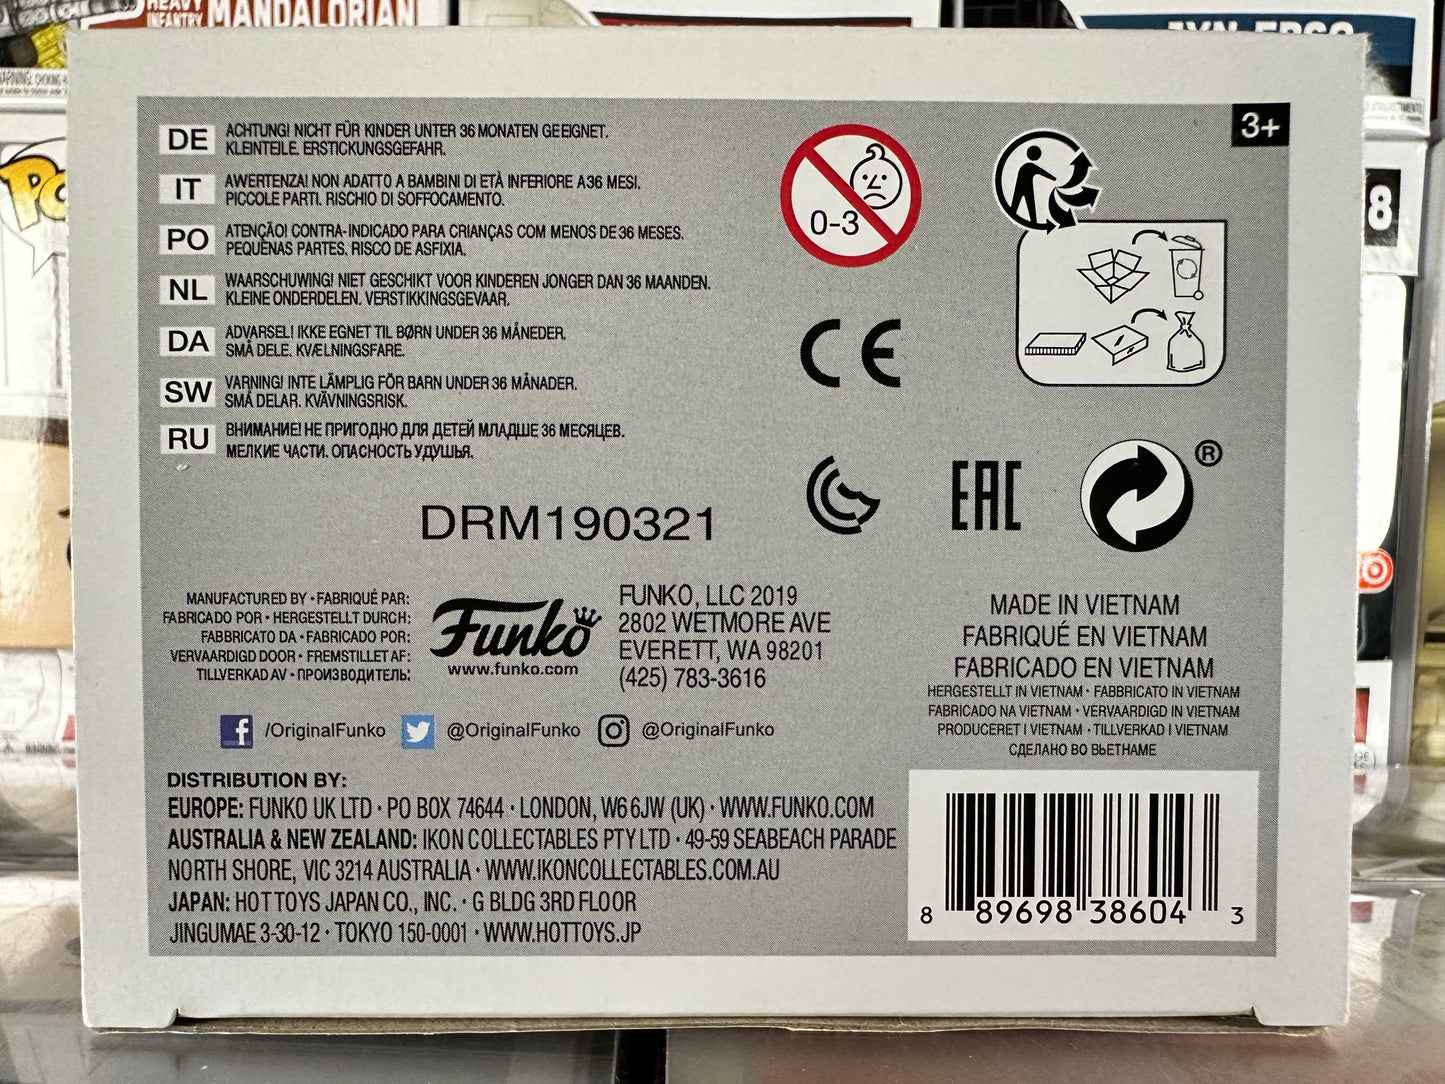 HEAVY
INFANTRY
MANDALORIAN
JYN ERSO
8
3+
DE
ACHTUNG! NICHT FÜR KINDER UNTER 36 MONATEN GEEIGNET.
KLEINTEILE. ERSTICKUNGSGEFAHR.
IT
AWERTENZA! NON ADATTO A BAMBINI DI ETÀ INFERIORE A36 MESI.
PICCOLE PARTI. RISCHIO DI SOFFOCAMENTO.
PO
ATENÇÃO! CONTRA-INDICADO PARA CRIANÇAS COM MENOS DE 36 MESES.
PEQUENAS PARTES. RISCO DE ASFIXIA.
NL
WAARSCHUWING! NIET GESCHIKT VOOR KINDEREN JONGER DAN 36 MAANDEN.
KLEINE ONDERDELEN. VERSTIKKINGSGEVAAR.
DA
ADVARSEL! IKKE EGNET TIL BØRN UNDER 36 MÅNEDER.
SMÅ DELE. KVÆLNINGSFARE.
SW
VARNING! INTE LÄMPLIG FÖR BARN UNDER 36 MÅNADER.
SMÅ DELAR. KVÄVNINGSRISK.
RU
ВНИМАНИЕ! НЕ ПРИГОДНО ДЛЯ ДЕТЕЙ МЛАДШЕ 36 МЕСЯЦЕВ.
МЕЛКИЕ ЧАСТИ. ОПАСНОСТЬ УДУШЬЯ.
0-3
CE
EAC
®
DRM190321
MANUFACTURED BY • FABRIQUÉ PAR:
FABRICADO POR • HERGESTELLT DURCH:
FABBRICATO DA • FABRICADO POR:
VERVAARDIGD DOOR • FREMSTILLET AF:
TILLVERKAD AV • ПРОИЗВОДИТЕЛЬ:
Funko
www.funko.com
FUNKO, LLC 2019
2802 WETMORE AVE
EVERETT, WA 98201
(425) 783-3616
/OriginalFunko
@OriginalFunko
@OriginalFunko
MADE IN VIETNAM
FABRIQUÉ EN VIETNAM
FABRICADO EN VIETNAM
HERGESTELLT IN VIETNAM • FABBRICATO IN VIETNAM
FABRICADO NA VIETNAM • VERVAARDIGD IN VIETNAM
PRODUCERET I VIETNAM • TILLVERKAD I VIETNAM
СДЕЛАНО ВО ВЬЕТНАМЕ
DISTRIBUTION BY:
EUROPE: FUNKO UK LTD • PO BOX 74644 • LONDON, W6 6JW (UK) • WWW.FUNKO.COM
AUSTRALIA & NEW ZEALAND: IKON COLLECTABLES PTY LTD • 49-59 SEABEACH PARADE
NORTH SHORE, VIC 3214 AUSTRALIA • WWW.IKONCOLLECTABLES.COM.AU
JAPAN: HOT TOYS JAPAN CO., INC. • G BLDG 3RD FLOOR
JINGUMAE 3-30-12 • TOKYO 150-0001 • WWW.HOTTOYS.JP
8 89698 38604 3